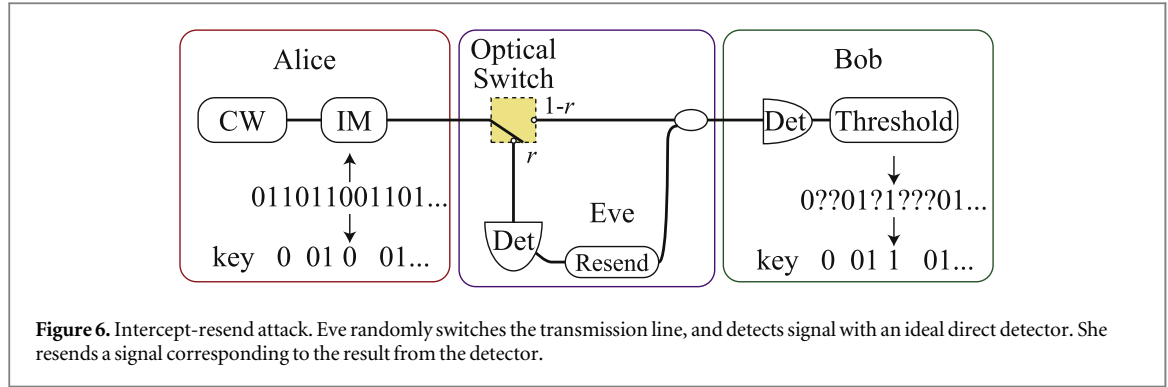 Alice
Optical
Switch
Bob
CW
IM
1-r
r
Det
Threshold
011011001101...
0??01?1???01...
Eve
Det
Resend
key 0 01 0 01...
key 0 01 1 01...
Figure 6. Intercept-resend attack. Eve randomly switches the transmission line, and detects signal with an ideal direct detector. She
resends a signal corresponding to the result from the detector.